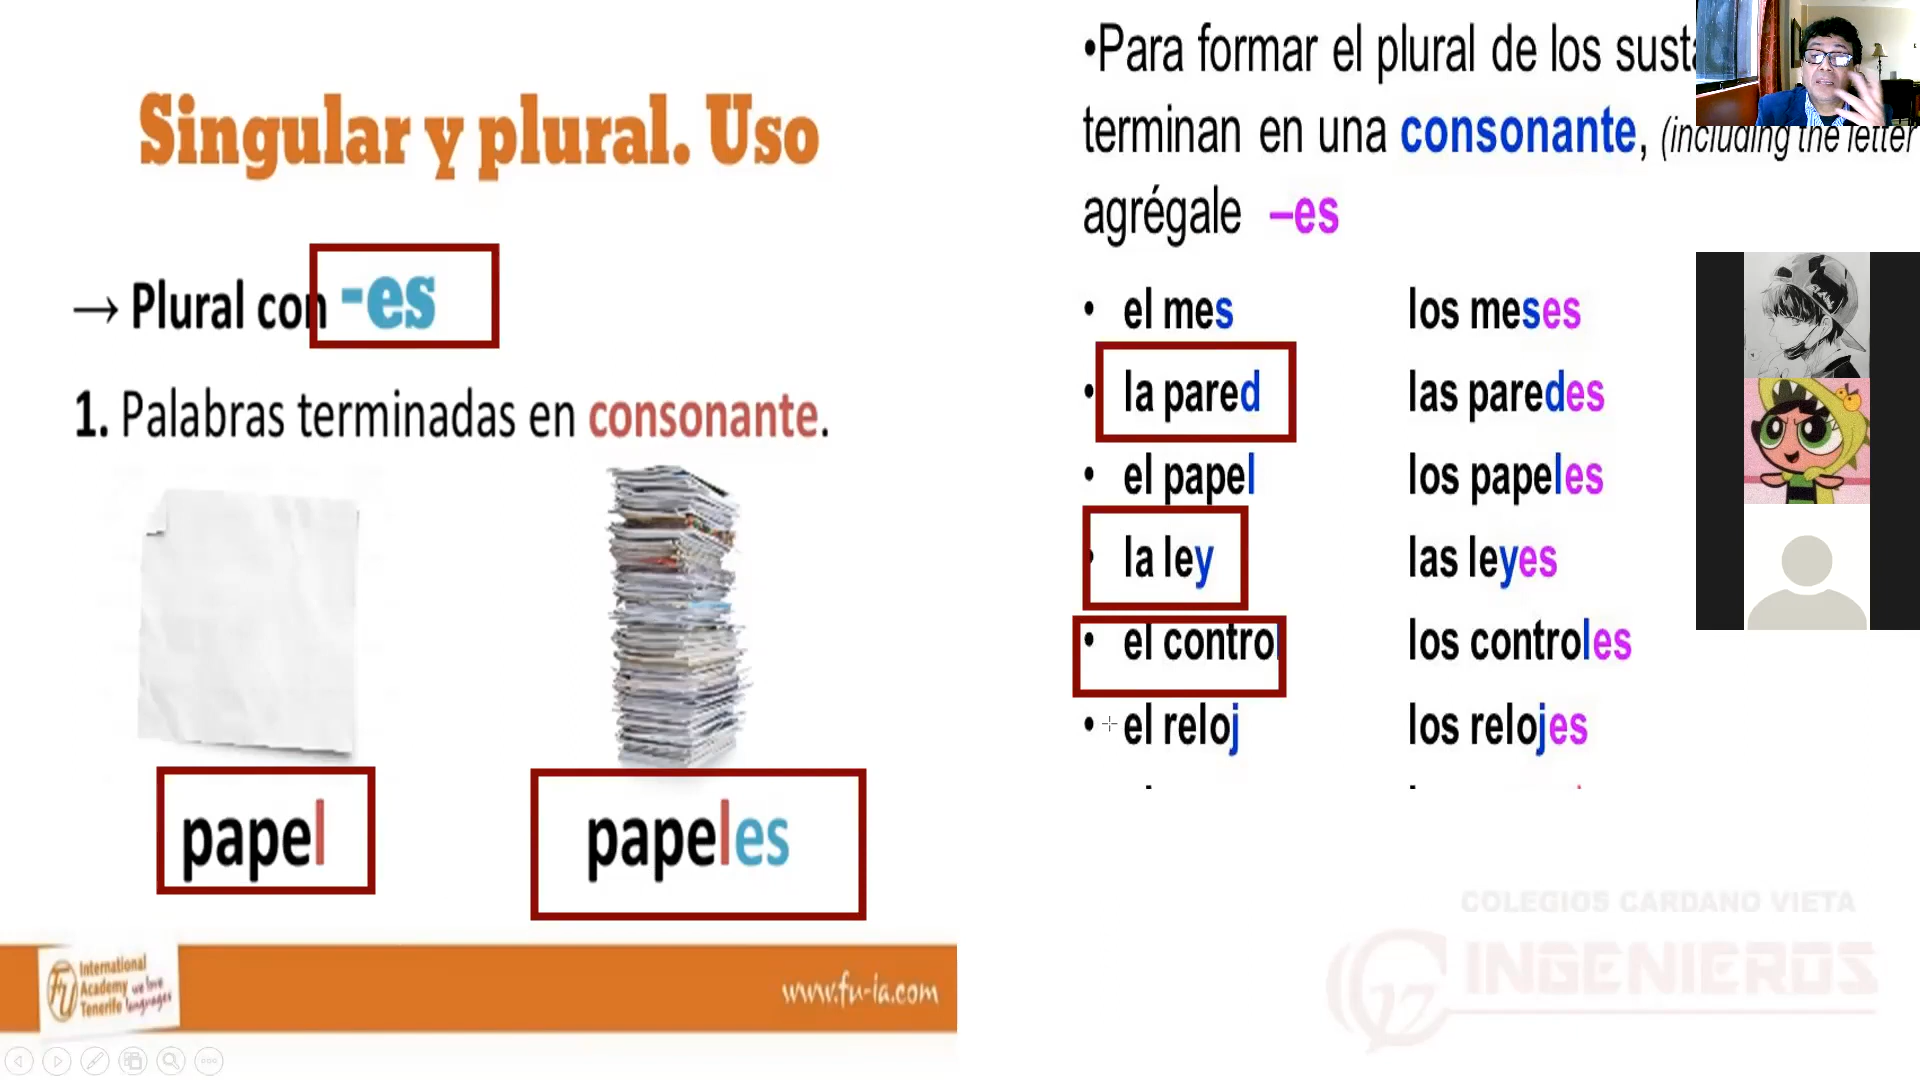 Singular y plural. Uso
→ Plural con -es
1. Palabras terminadas en consonante.
papel
papeles
International
Academy
Tenerife
we love
languages
www.fu-ia.com
•Para formar el plural de los
terminan en una consonante, (including the letter
agrégale –es
• el mes los meses
• la pared las paredes
• el papel los papeles
• la ley las leyes
• el control los controles
• el reloj los relojes
COLEGIOS CARDANO VIETA
INGENIEROS